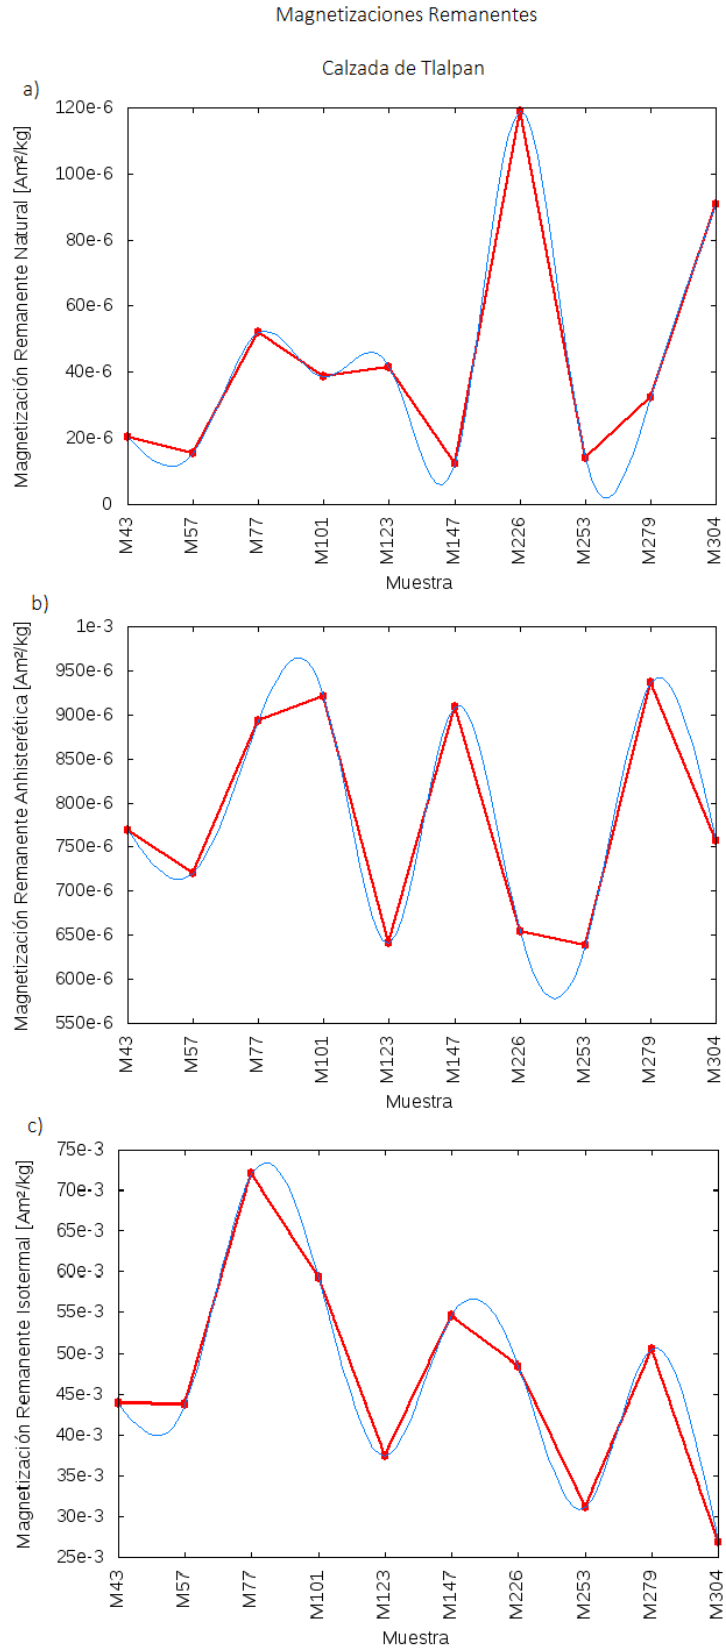 Magnetizaciones Remanentes
Calzada de Tlalpan
a)
Magnetización Remanente Natural [Am²/kg]
120e-6
100e-6
80e-6
60e-6
40e-6
20e-6
0
M43
M57
M77
M101
M123
M147
M226
M253
M279
M304
Muestra
b)
Magnetización Remanente Anhisterética [Am²/kg]
1e-3
950e-6
900e-6
850e-6
800e-6
750e-6
700e-6
650e-6
600e-6
550e-6
M43
M57
M77
M101
M123
M147
M226
M253
M279
M304
Muestra
c)
Magnetización Remanente Isotermal [Am²/kg]
75e-3
70e-3
65e-3
60e-3
55e-3
50e-3
45e-3
40e-3
35e-3
30e-3
25e-3
M43
M57
M77
M101
M123
M147
M226
M253
M279
M304
Muestra